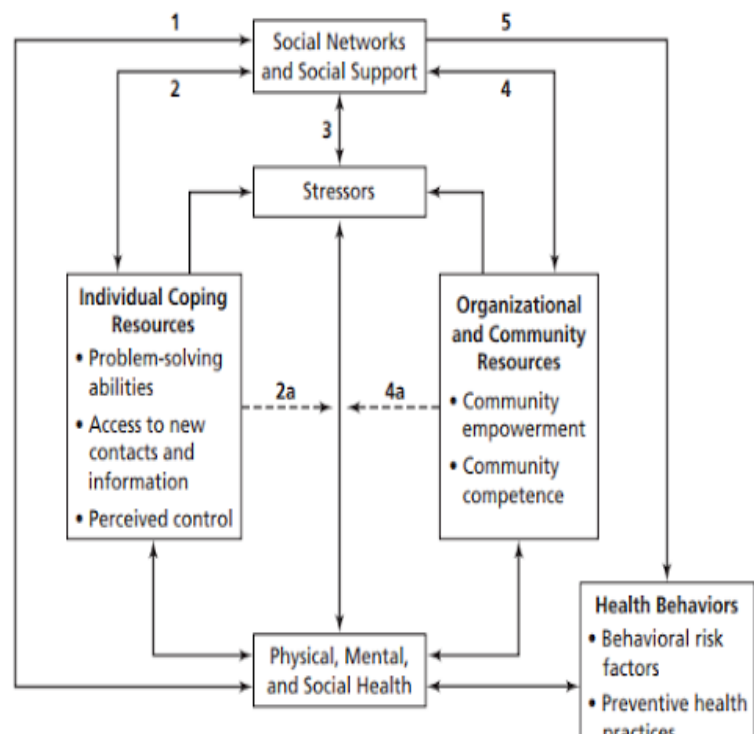 1
5
Social Networks
and Social Support
2
4
3
Stressors
Individual Coping
Resources
• Problem-solving
abilities
• Access to new
contacts and
information
• Perceived control
Organizational
and Community
Resources
• Community
empowerment
• Community
competence
2a
4a
Physical, Mental,
and Social Health
Health Behaviors
• Behavioral risk
factors
• Preventive health
practices